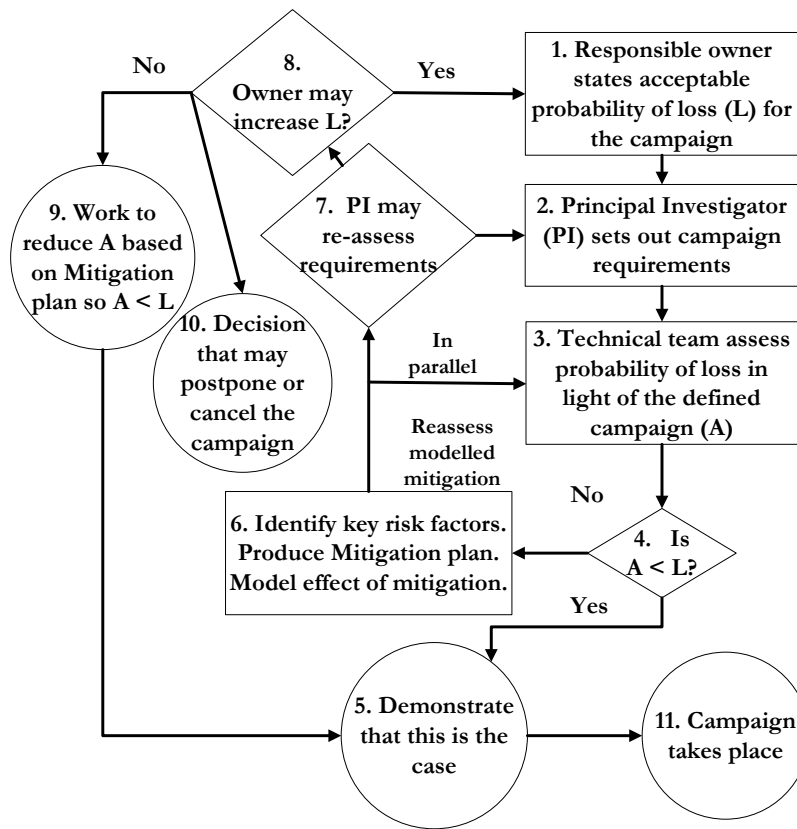 No
8.
Owner may
increase L?
Yes
1. Responsible owner
states acceptable
probability of loss (L) for
the campaign
9. Work to
reduce A based
on Mitigation
plan so A < L
7. PI may
re-assess
requirements
2. Principal Investigator
(PI) sets out campaign
requirements
10. Decision
that may
postpone or
cancel the
campaign
In
parallel
3. Technical team assess
probability of loss in
light of the defined
campaign (A)
Reassess
modelled
mitigation
No
6. Identify key risk factors.
Produce Mitigation plan.
Model effect of mitigation.
4. Is
A < L?
Yes
5. Demonstrate
that this is the
case
11. Campaign
takes place